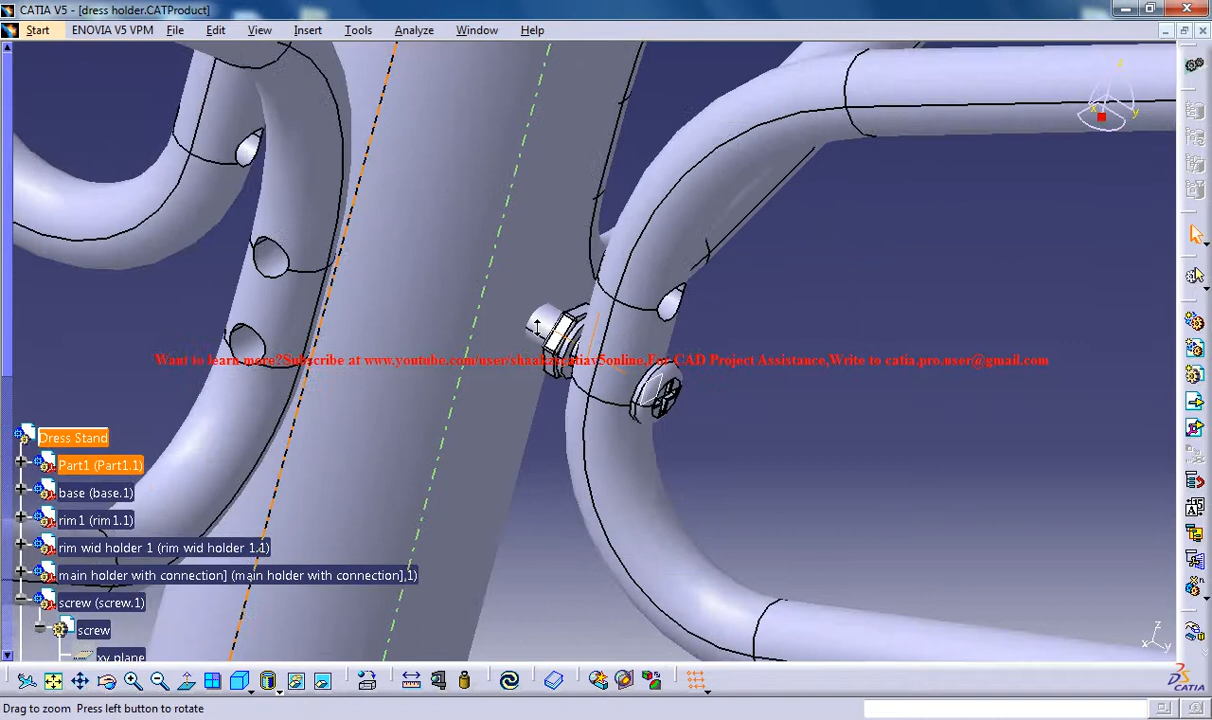 CATIA V5 - [dress holder.CATProduct]
Start ENOVIA V5 VPM File Edit View Insert Tools Analyze Window Help
x y
Want to learn more?Subscribe at www.youtube.com/user/shaahncatiav5online.For CAD Project Assistance,Write to catia.pro.user@gmail.com
Dress Stand
Part1 (Part1.1)
base (base.1)
rim1 (rim1.1)
rim wid holder 1 (rim wid holder 1.1)
main holder with connection] (main holder with connection],1)
screw (screw.1)
screw
xy plane
z
x y
CATIA
Drag to zoom Press left button to rotate